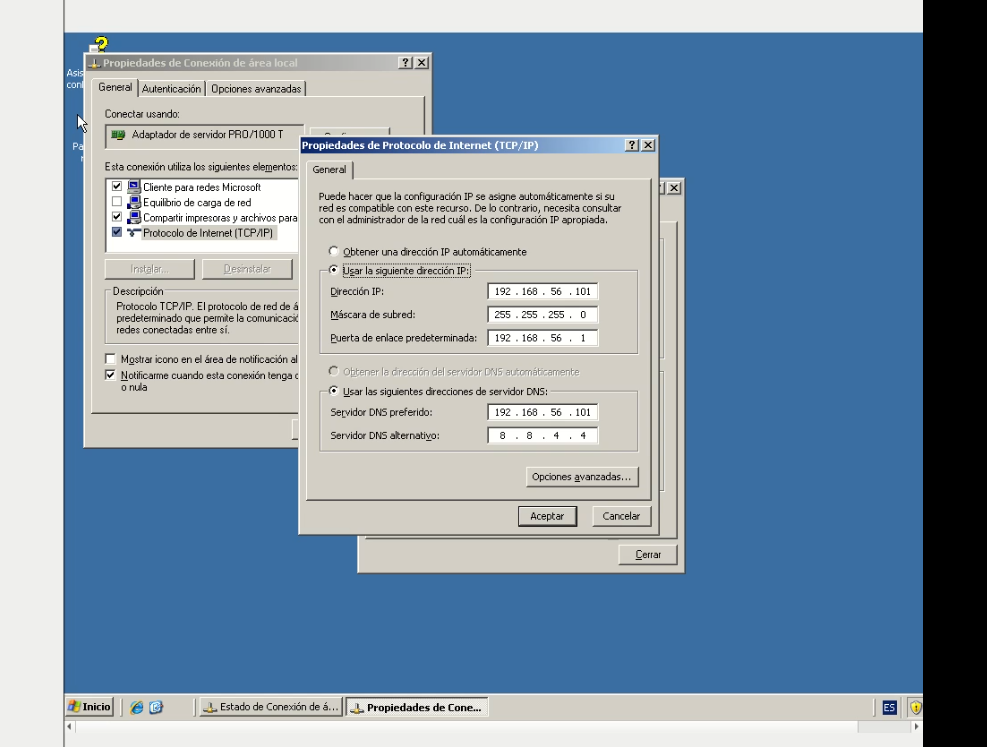 Asis
conf
Pa
Propiedades de Conexión de área local
General Autenticación Opciones avanzadas
Conectar usando:
Adaptador de servidor PRO/1000 T
Esta conexión utiliza los siguientes elementos:
Cliente para redes Microsoft
Equilibrio de carga de red
Compartir impresoras y archivos para
Protocolo de Internet (TCP/IP)
Instalar... Desinstalar
Descripción
Protocolo TCP/IP. El protocolo de red de á
predeterminado que permite la comunicació
redes conectadas entre sí.
Mostrar icono en el área de notificación al
Notificarme cuando esta conexión tenga c
o nula
Propiedades de Protocolo de Internet (TCP/IP)
General
Puede hacer que la configuración IP se asigne automáticamente si su
red es compatible con este recurso. De lo contrario, necesita consultar
con el administrador de la red cuál es la configuración IP apropiada.
Obtener una dirección IP automáticamente
Usar la siguiente dirección IP:
Dirección IP: 192 . 168 . 56 . 101
Máscara de subred: 255 . 255 . 255 . 0
Puerta de enlace predeterminada: 192 . 168 . 56 . 1
Obtener la dirección del servidor DNS automáticamente
Usar las siguientes direcciones de servidor DNS:
Servidor DNS preferido: 192 . 168 . 56 . 101
Servidor DNS alternativo: 8 . 8 . 4 . 4
Opciones avanzadas...
Aceptar Cancelar
Cerrar
Inicio Estado de Conexión de á... Propiedades de Cone... ES